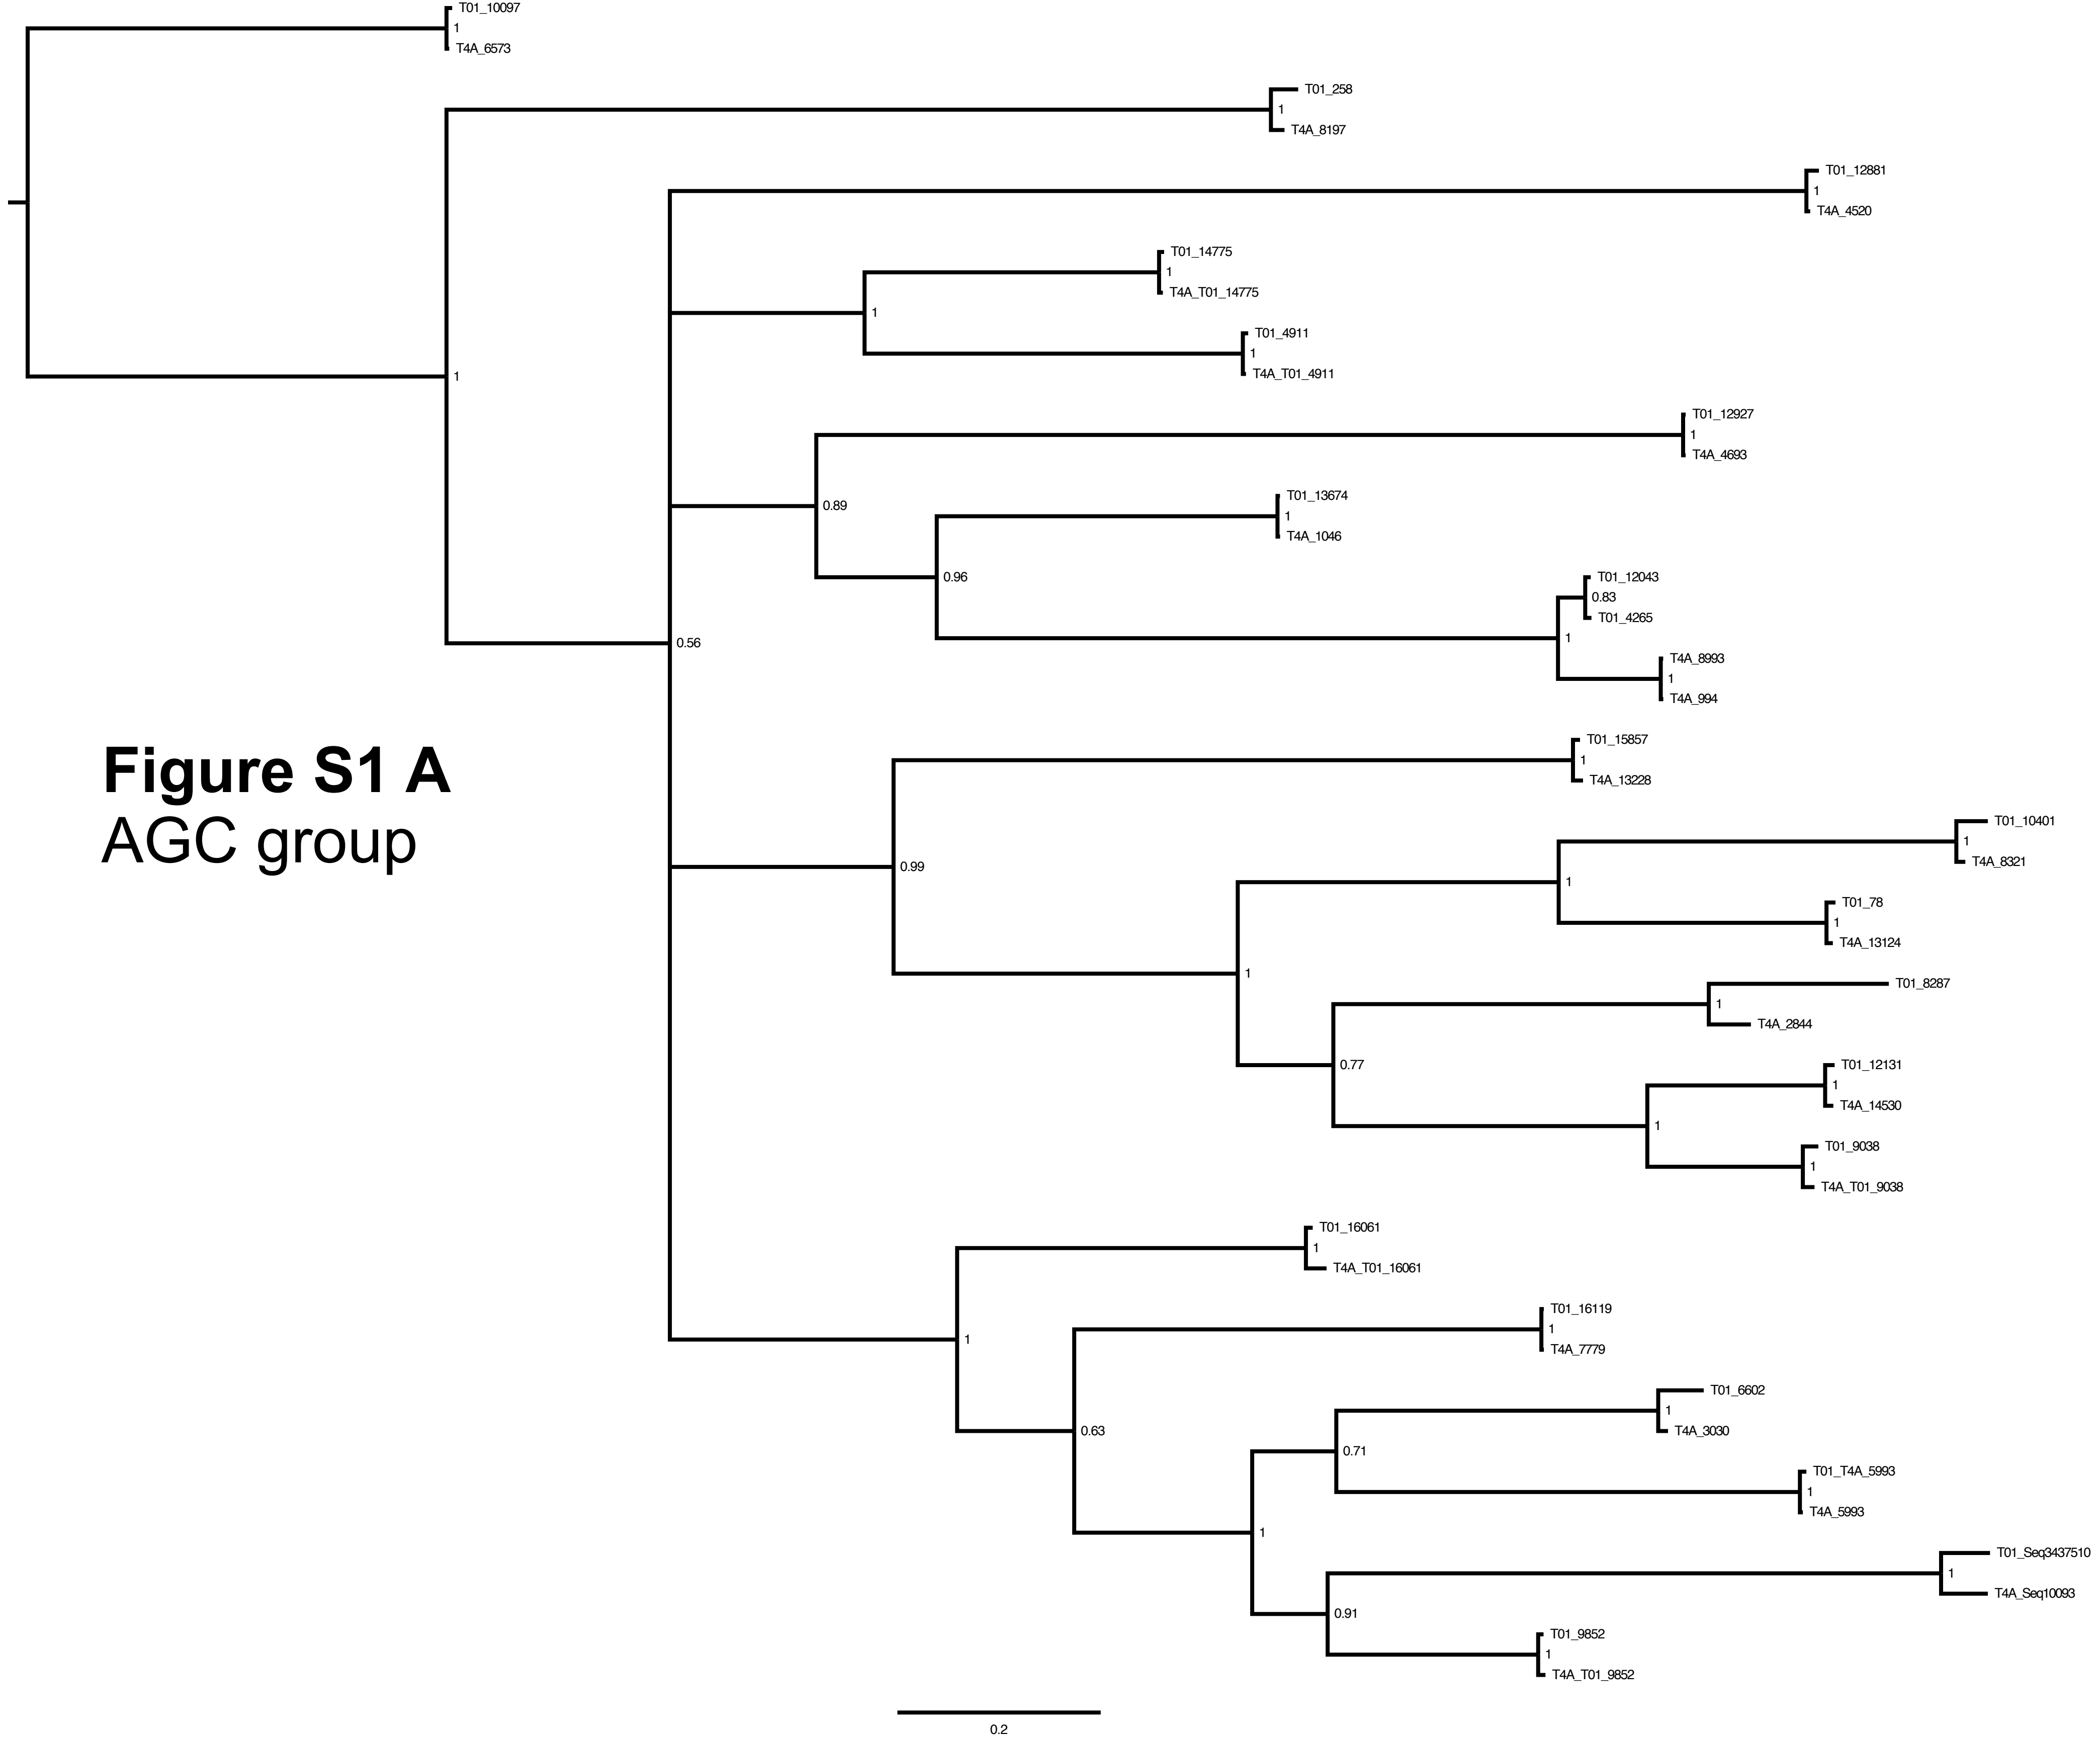 T01_10097
1
T4A_6573
T01_258
1
T4A_8197
T01_12881
1
T4A_4520
T01_14775
1
T4A_T01_14775
1
T01_4911
1
T4A_T01_4911
1
T01_12927
1
T4A_4693
T01_13674
0.89
1
T4A_1046
0.96
T01_12043
0.83
T01_4265
1
0.56
T4A_8993
1
T4A_994
T01_15857
Figure S1 A
1
T4A_13228
AGC group
T01_10401
1
T4A_8321
0.99
1
T01_78
1
T4A_13124
1
T01_8287
1
T4A_2844
0.77
T01_12131
1
T4A_14530
1
T01_9038
1
T4A_T01_9038
T01_16061
1
T4A_T01_16061
T01_16119
1
1
T4A_7779
T01_6602
1
0.63
T4A_3030
0.71
T01_T4A_5993
1
T4A_5993
1
T01_Seq3437510
1
T4A_Seq10093
0.91
T01_9852
1
T4A_T01_9852
0.2